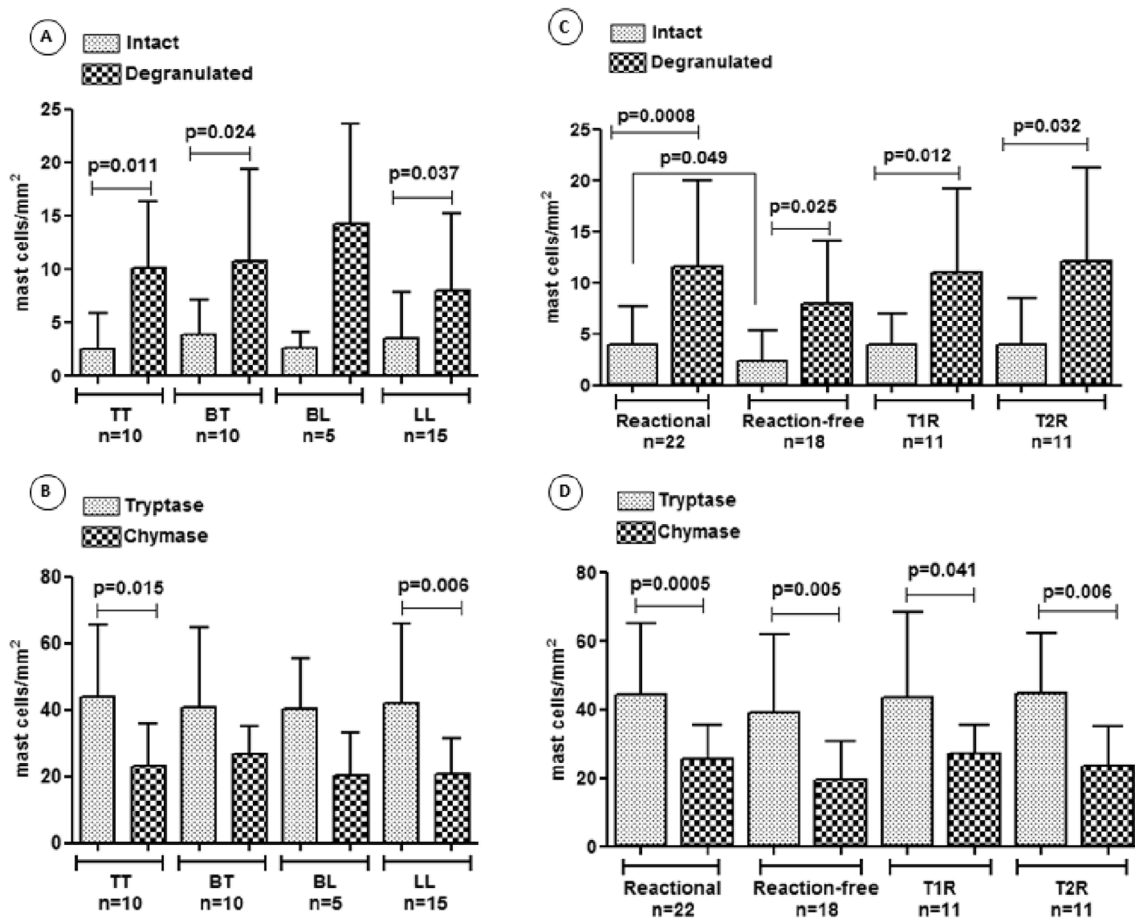 A
Intact
Degranulated
mast cells/mm²
25
20
15
10
5
0
p=0.011
p=0.024
p=0.037
TT
n=10
BT
n=10
BL
n=5
LL
n=15
C
Intact
Degranulated
mast cells/mm²
25
20
15
10
5
0
p=0.0008
p=0.049
p=0.025
p=0.012
p=0.032
Reactional
n=22
Reaction-free
n=18
T1R
n=11
T2R
n=11
B
Tryptase
Chymase
mast cells/mm²
80
60
40
20
0
p=0.015
p=0.006
TT
n=10
BT
n=10
BL
n=5
LL
n=15
D
Tryptase
Chymase
mast cells/mm²
80
60
40
20
0
p=0.0005
p=0.005
p=0.041
p=0.006
Reactional
n=22
Reaction-free
n=18
T1R
n=11
T2R
n=11